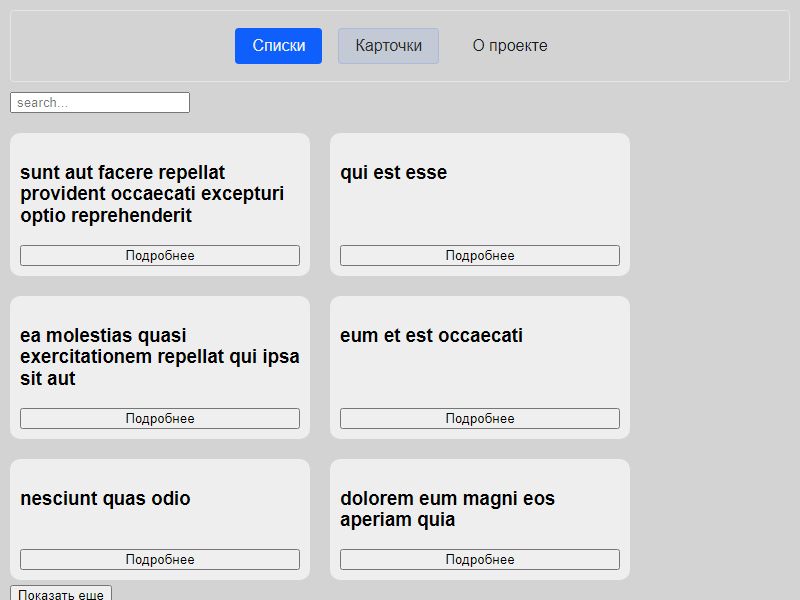 Списки Карточки О проекте
search...
sunt aut facere repellat
provident occaecati excepturi
optio reprehenderit
Подробнее
qui est esse
Подробнее
ea molestias quasi
exercitationem repellat qui ipsa
sit aut
Подробнее
eum et est occaecati
Подробнее
nesciunt quas odio
Подробнее
dolorem eum magni eos
aperiam quia
Подробнее
Показать еще